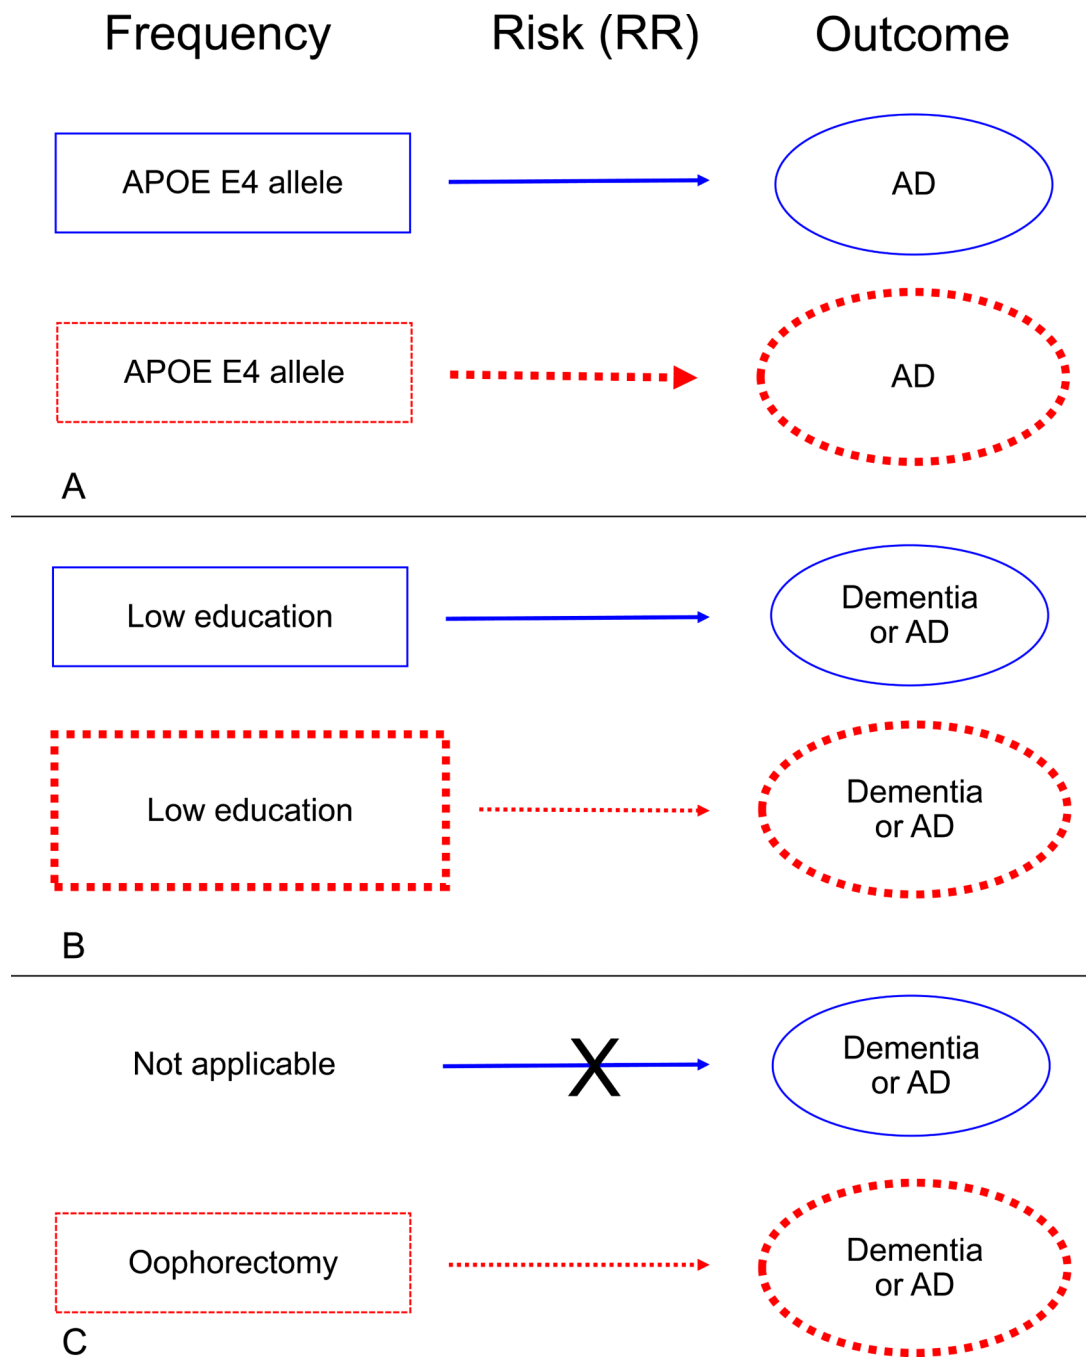 Frequency Risk (RR) Outcome
APOE E4 allele AD
APOE E4 allele AD
A
Low education Dementia
or AD
Low education Dementia
or AD
B
Not applicable X Dementia
or AD
Oophorectomy Dementia
or AD
C